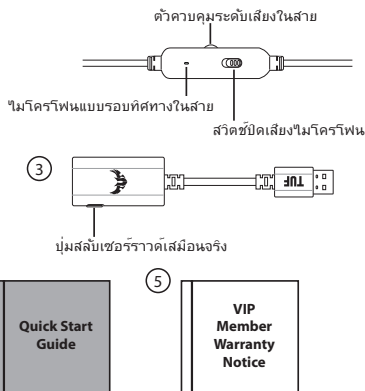 ตัวควบคุมระดับเสียงในสาย
ไมโครโฟนแบบรอบทิศทางในสาย
สวิตช์ปิดเสียงไมโครโฟน
3
TUF
ปุ่มสลับเซอร์ราวด์เสมือนจริง
5
Quick Start
Guide
VIP
Member
Warranty
Notice